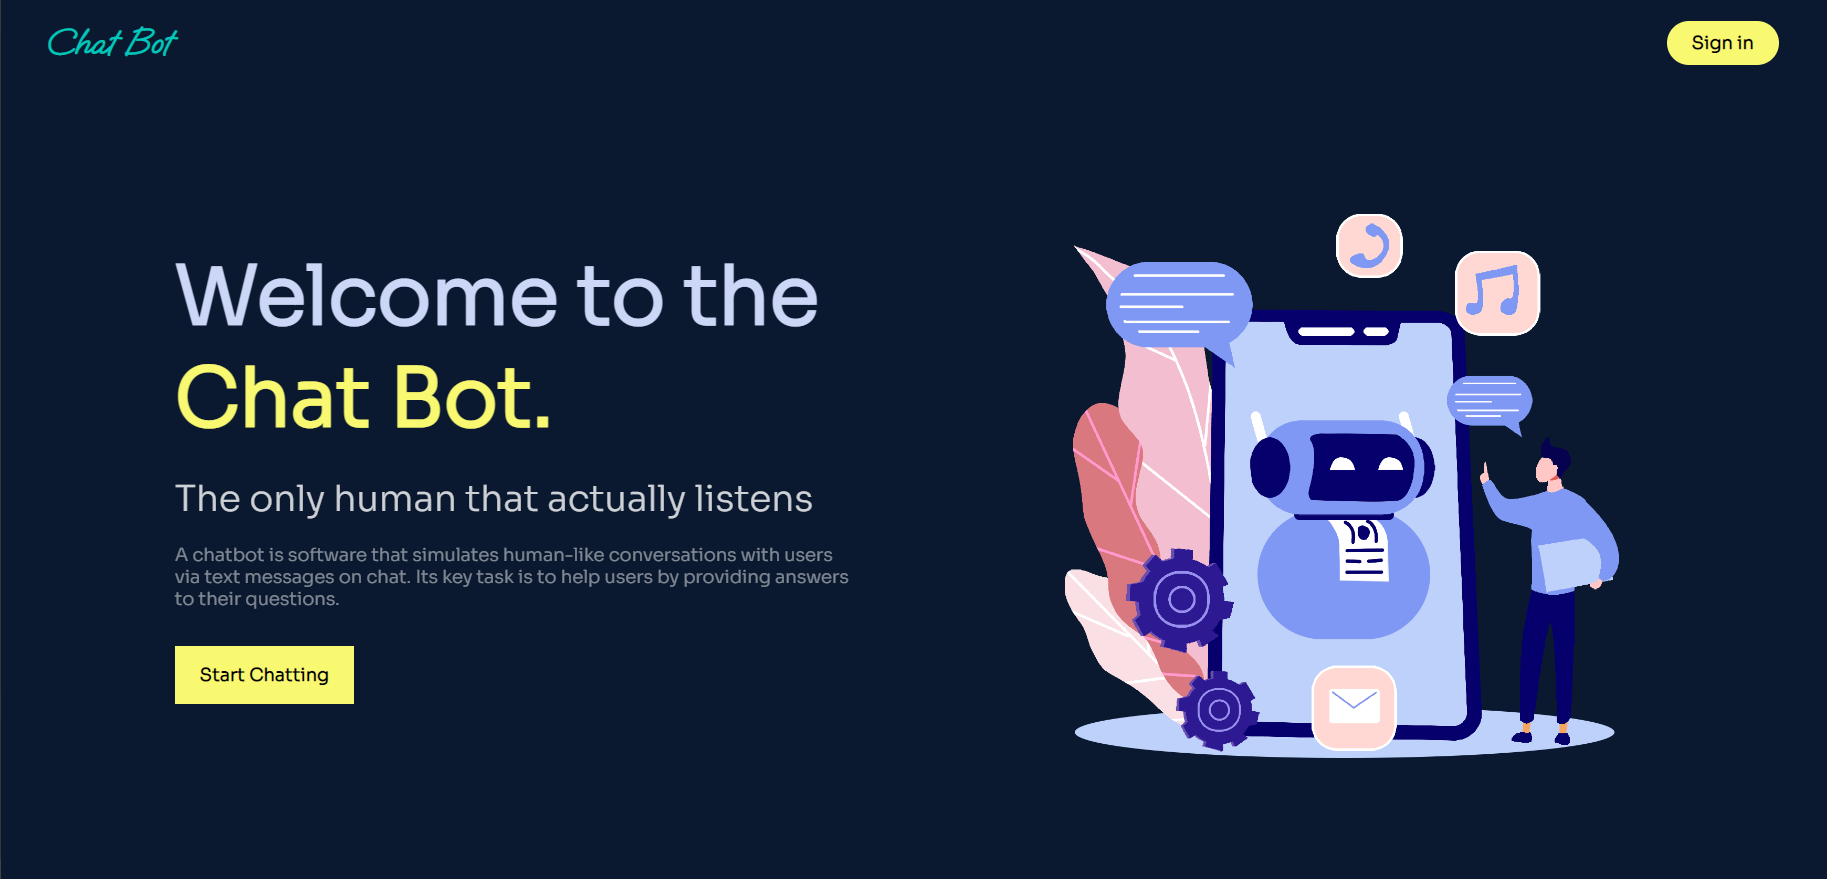 Chat Bot
Sign in
Welcome to the
Chat Bot.
The only human that actually listens
A chatbot is software that simulates human-like conversations with users
via text messages on chat. Its key task is to help users by providing answers
to their questions.
Start Chatting